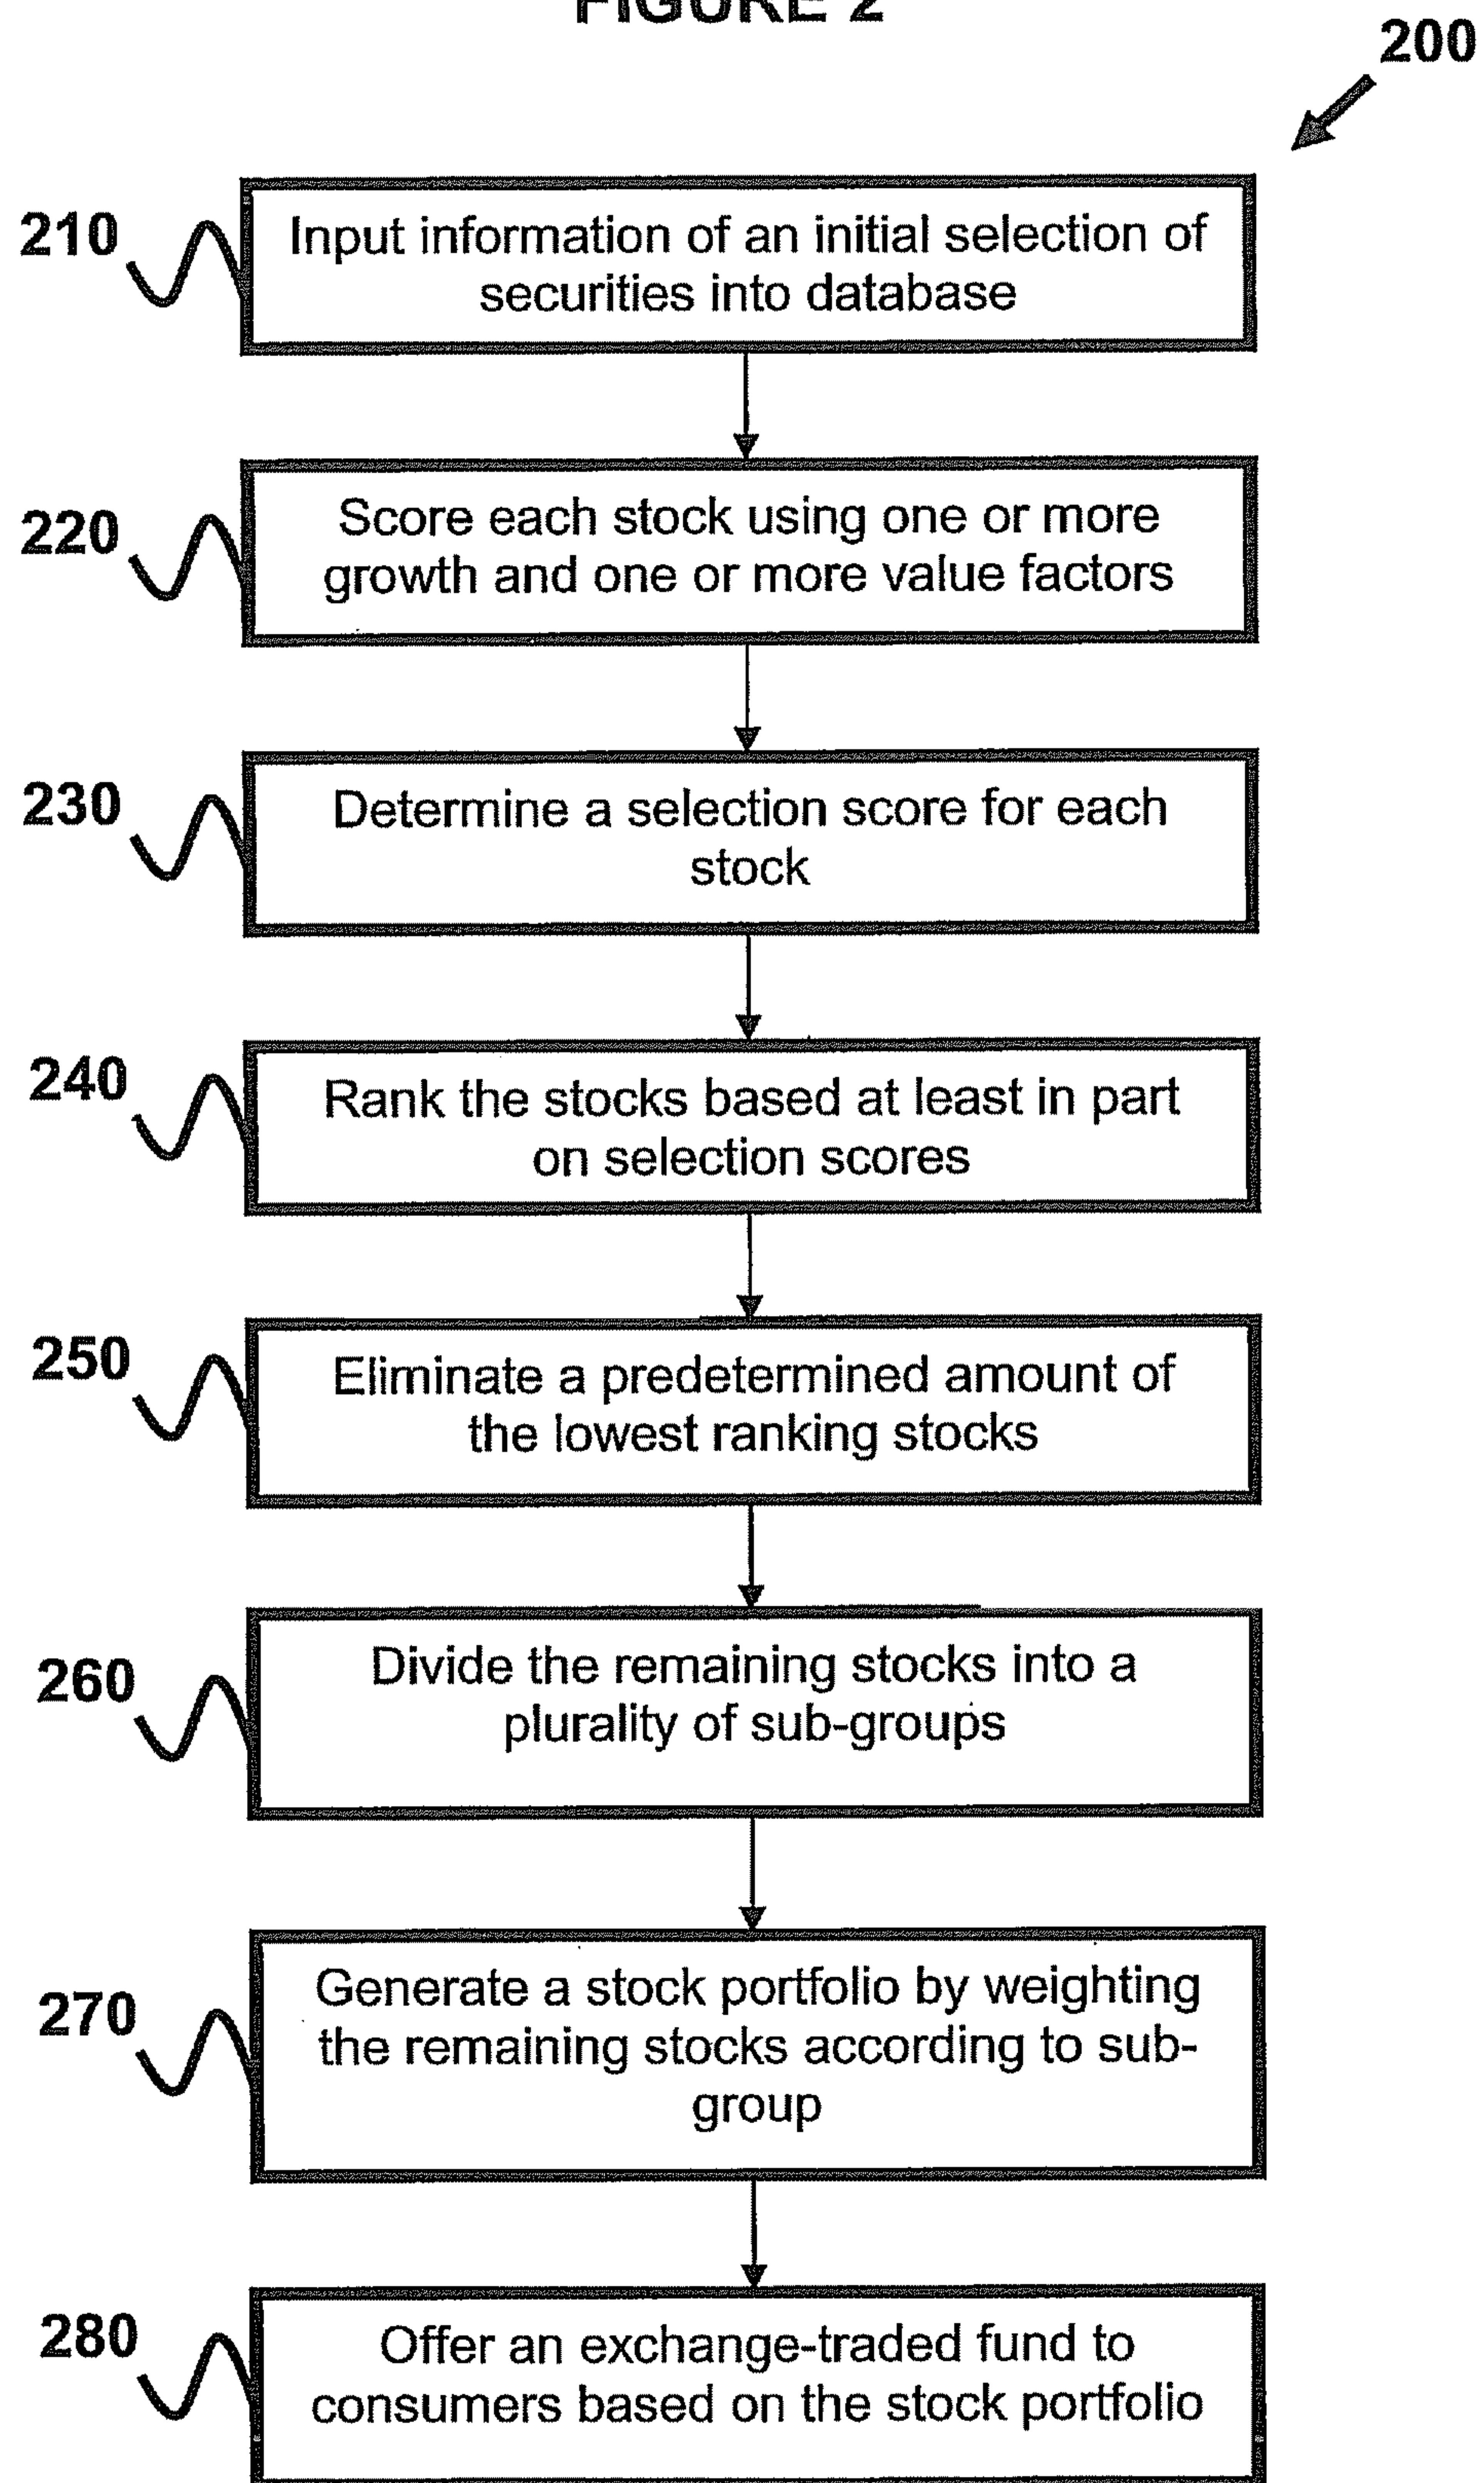 FIGURE 2
200
210
Input information of an initial selection of
securities into database
220
Score each stock using one or more
growth and one or more value factors
230
Determine a selection score for each
stock
240
Rank the stocks based at least in part
on selection scores
250
Eliminate a predetermined amount of
the lowest ranking stocks
260
Divide the remaining stocks into a
plurality of sub-groups
270
Generate a stock portfolio by weighting
the remaining stocks according to sub-
group
280
Offer an exchange-traded fund to
consumers based on the stock portfolio